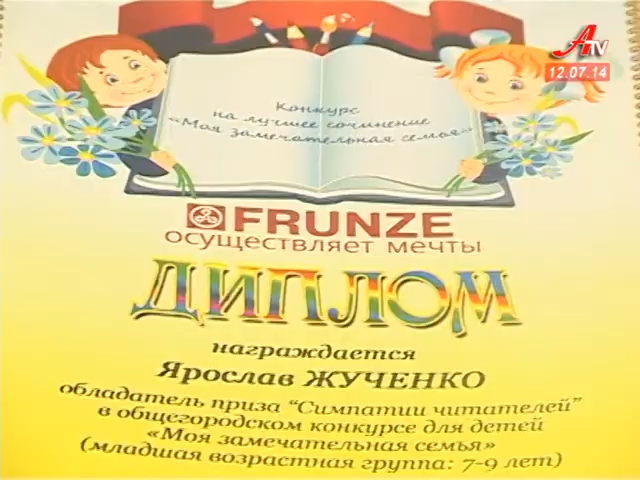 АTV
12.07.14
Конкурс
на лучшее сочинение
«Моя замечательная семья»
FRUNZE
осуществляет мечты
ДИПЛОМ
награждается
Ярослав ЖУЧЕНКО
обладатель приза “Симпатии читателей”
в общегородском конкурсе для детей
«Моя замечательная семья»
(младшая возрастная группа: 7-9 лет)